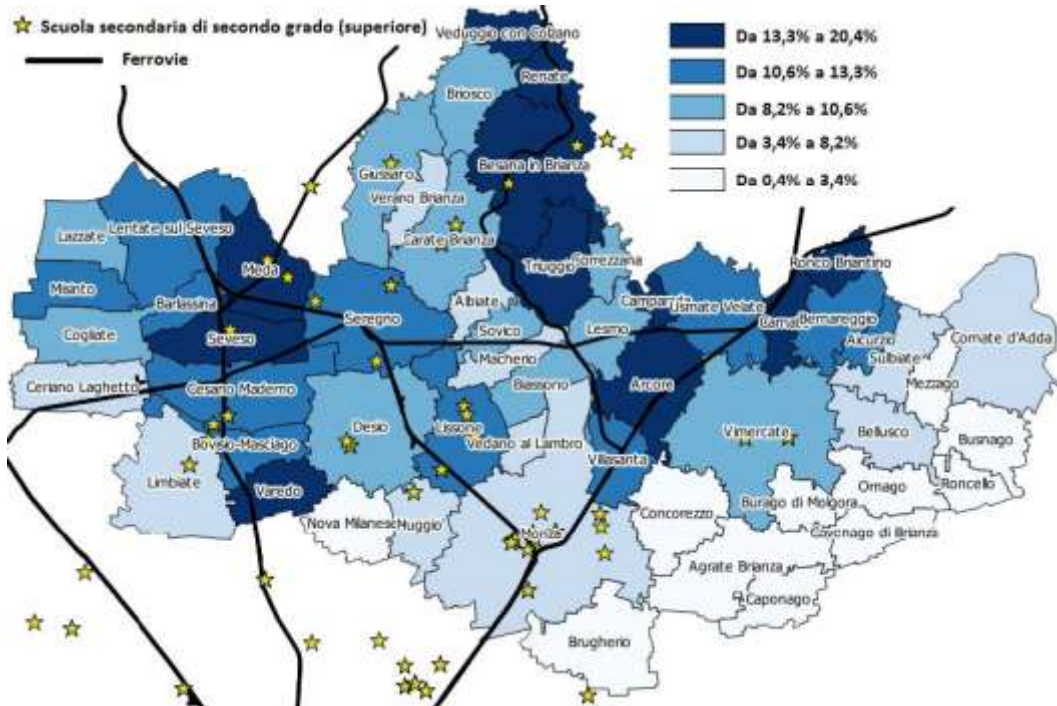 Scuola secondaria di secondo grado (superiore)
Ferrovie
Da 13,3% a 20,4%
Da 10,6% a 13,3%
Da 8,2% a 10,6%
Da 3,4% a 8,2%
Da 0,4% a 3,4%
Veduggio con Colzano
Renate
Briosco
Besana in Brianza
Giussano
Verano Brianza
Carate Brianza
Triuggio
Lazzate
Lentate sul Seveso
Meda
Misinto
Barlassina
Cogliate
Seveso
Seregno
Albiate
Sovico
Macherio
Biassono
Lesmo
Usmate Velate
Ronco Briantino
Bernareggio
Aicurzio
Sulbiate
Mezzago
Cornate d'Adda
Ceriano Laghetto
Cesano Maderno
Arcore
Desio
Lissone
Vedano al Lambro
Villasanta
Vimercate
Bellusco
Busnago
Bovisio-Masciago
Limbiate
Varedo
Nova Milanese
Muggio
Monza
Concorezzo
Burago di Molgora
Ornago
Roncello
Cavenago di Brianza
Agrate Brianza
Caponago
Brugherio